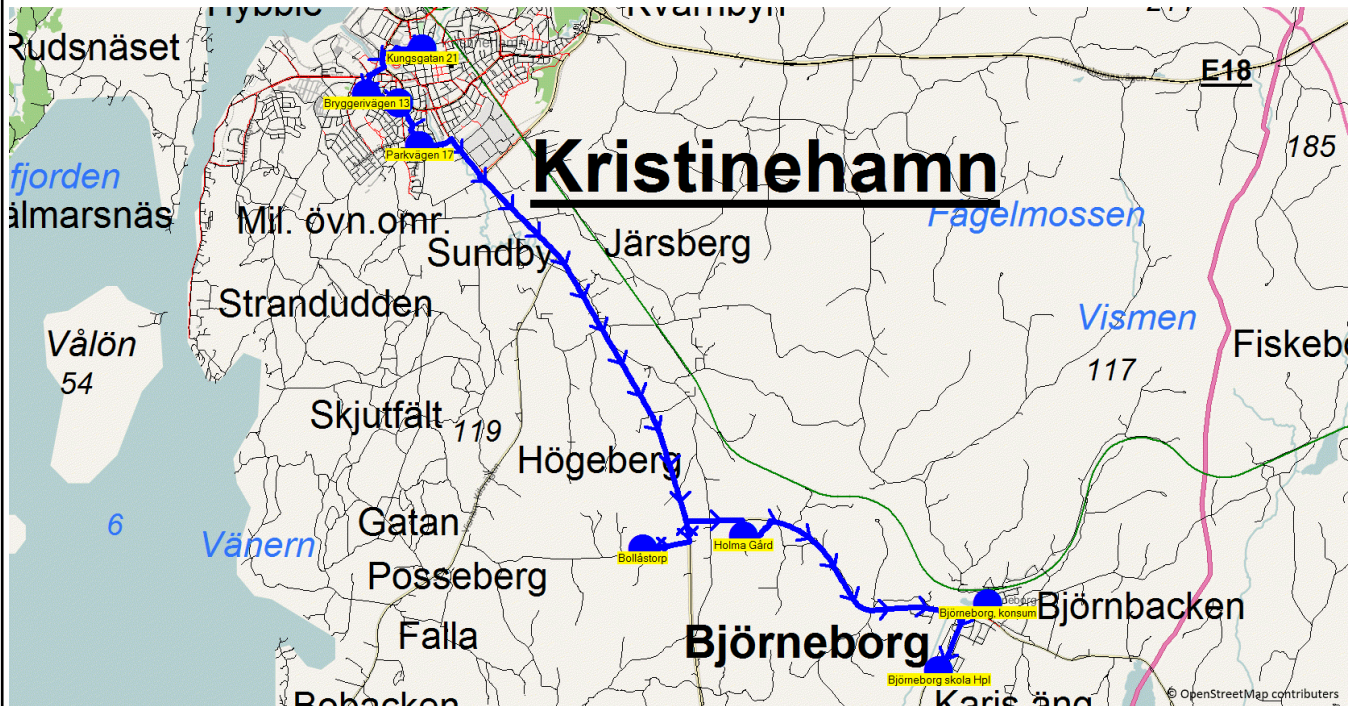 Rudsnäset
Kungsgatan 21
E18
Bryggerivägen 13
Kristinehamn
185
Parkvägen 17
fjorden
älmarsnäs
Mil. övn.omr.
Fågelmossen
Sundby
Järsberg
Strandudden
Vismen
Vålön
54
Fiskebö
117
Skjutfält
119
Högeberg
6
Gatan
Vänern
Bollåstorp
Holma Gård
Posseberg
Björneborg, konsum
Björnbacken
Falla
Björneborg
Björneborg skola Hpl
© OpenStreetMap contributers